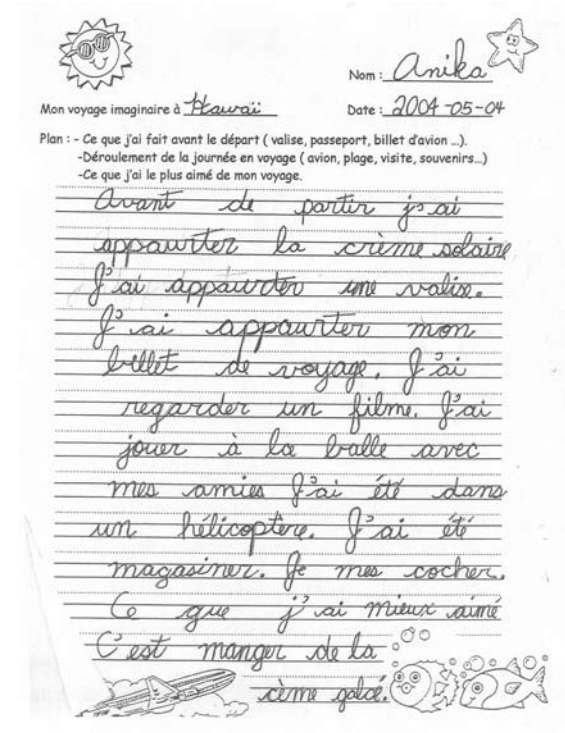 Nom : Anika
Mon voyage imaginaire à Hawaï
Date : 2004-05-04
Plan : - Ce que j'ai fait avant le départ ( valise, passeport, billet d'avion ...).
-Déroulement de la journée en voyage ( avion, plage, visite, souvenirs...)
-Ce que j'ai le plus aimé de mon voyage.
Avant de partir j'ai
appaurter la crème solaire
J'ai appaurter une valise.
J'ai appaurter mon
billet de voyage. J'ai
regarder un filme. J'ai
jouer à la balle avec
mes amies J'ai été dans
un hélicoptère. J'ai été
magasiner. Je mes cocher.
Ce que j'ai mieux aimé
C'est manger de la
cème galcé.